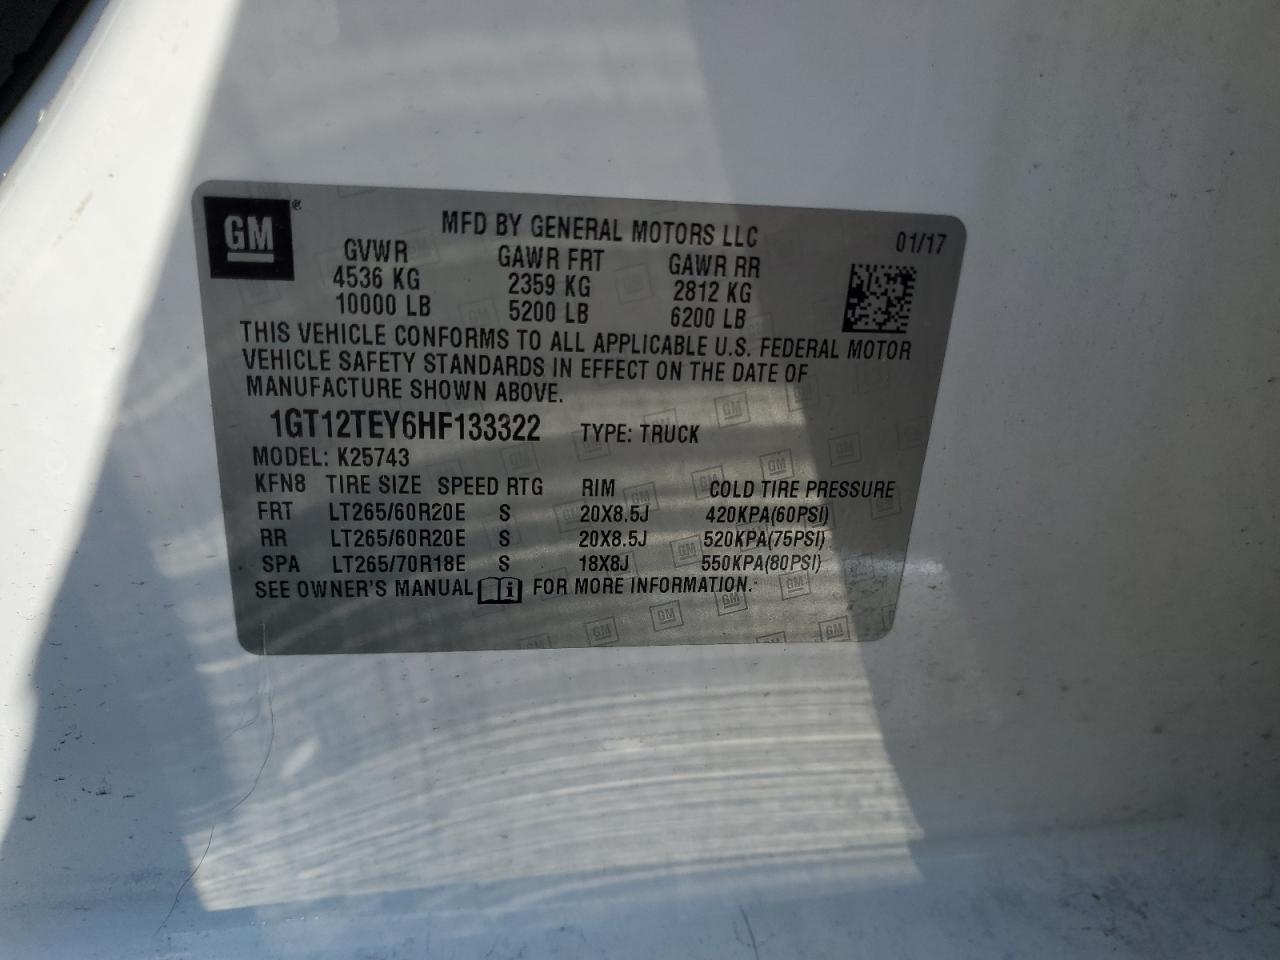 GM ®
MFD BY GENERAL MOTORS LLC 01/17
GVWR GAWR FRT GAWR RR
4536 KG 2359 KG 2812 KG
10000 LB 5200 LB 6200 LB
THIS VEHICLE CONFORMS TO ALL APPLICABLE U.S. FEDERAL MOTOR
VEHICLE SAFETY STANDARDS IN EFFECT ON THE DATE OF
MANUFACTURE SHOWN ABOVE.
1GT12TEY6HF133322 TYPE: TRUCK
MODEL: K25743
KFN8 TIRE SIZE SPEED RTG RIM COLD TIRE PRESSURE
FRT LT265/60R20E S 20X8.5J 420KPA(60PSI)
RR LT265/60R20E S 20X8.5J 520KPA(75PSI)
SPA LT265/70R18E S 18X8J 550KPA(80PSI)
SEE OWNER'S MANUAL i FOR MORE INFORMATION.